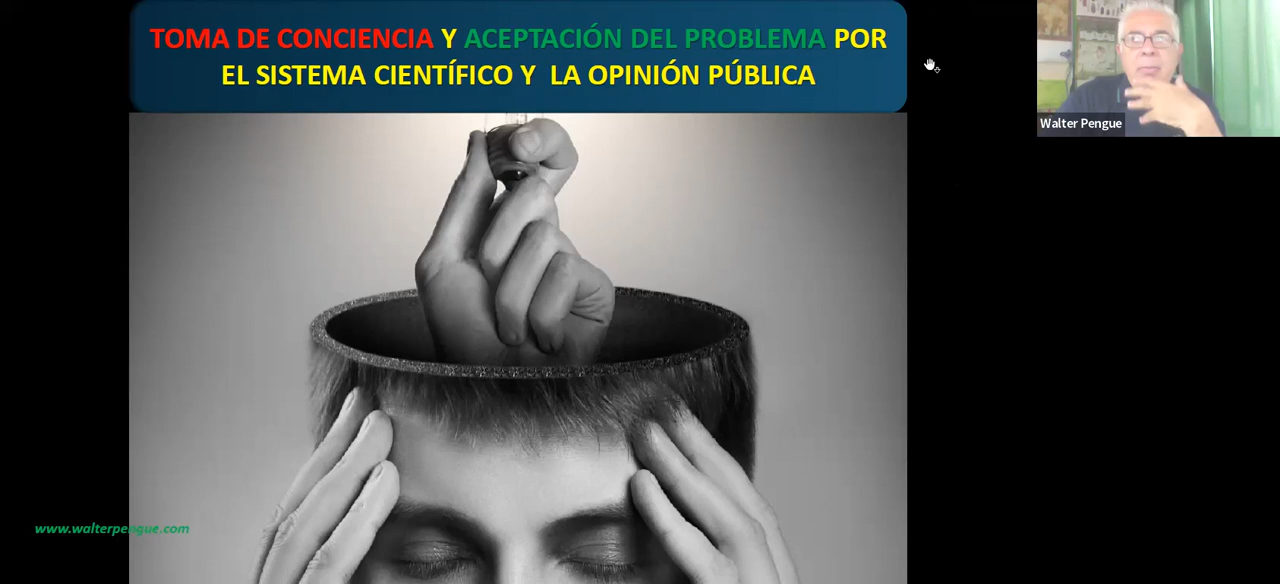 TOMA DE CONCIENCIA Y ACEPTACIÓN DEL PROBLEMA POR
EL SISTEMA CIENTÍFICO Y LA OPINIÓN PÚBLICA
Walter Pengue
www.walterpengue.com